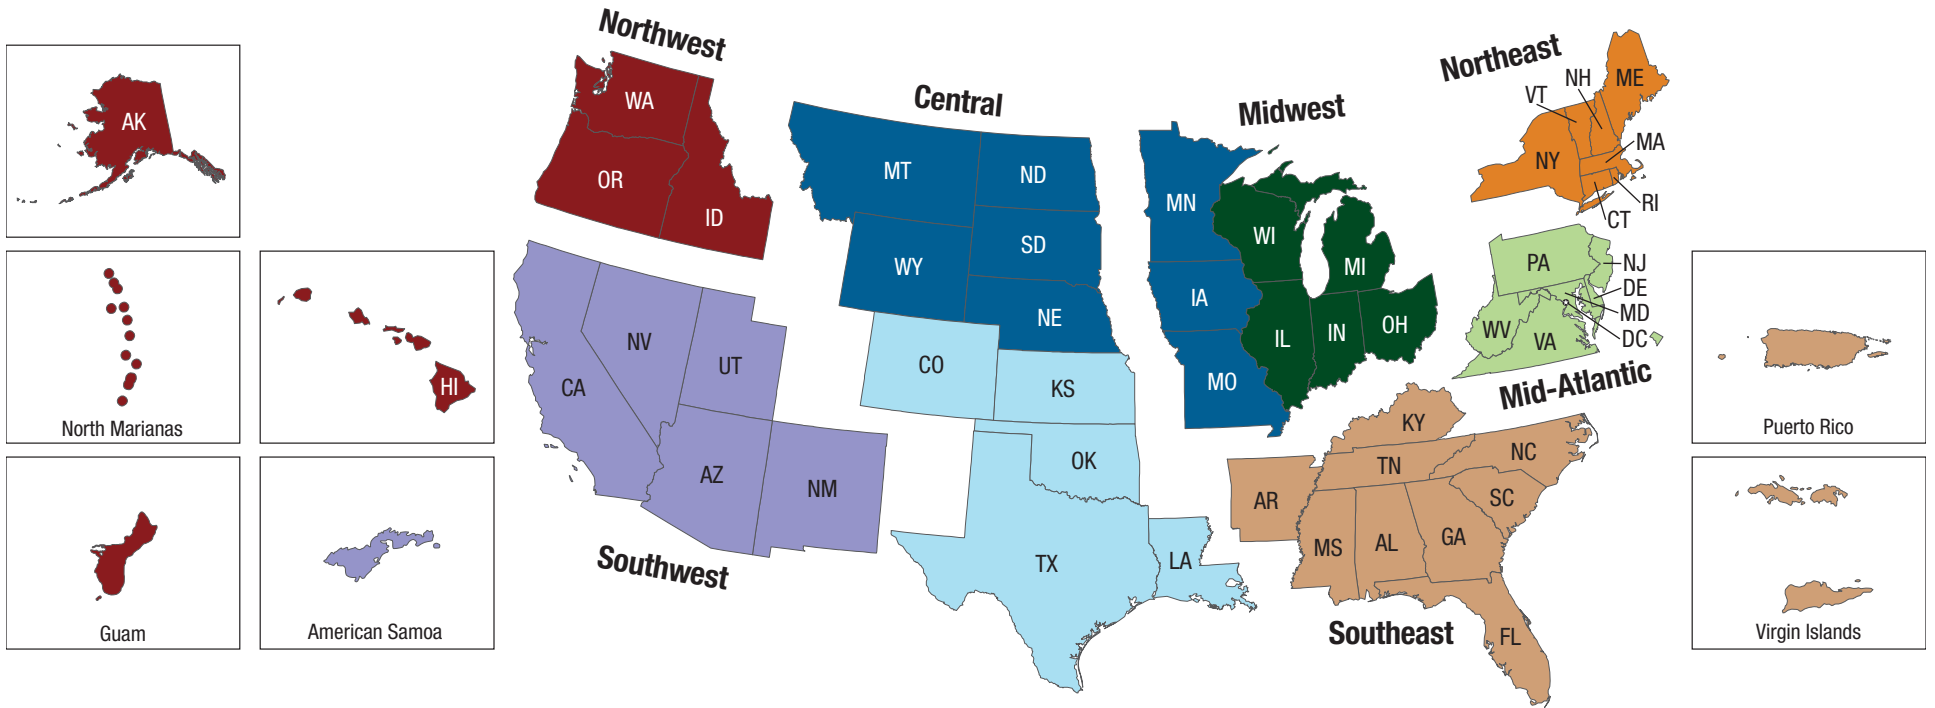 Northwest
Northeast
Central
Midwest
AK
WA
OR
ID
MT
ND
SD
WY
NE
MN
IA
MO
WI
MI
IL
IN
OH
ME
NH
VT
NY
MA
RI
CT
PA
NJ
DE
MD
DC
WV
VA
Mid-Atlantic
North Marianas
HI
CA
NV
UT
AZ
NM
Southwest
CO
KS
OK
TX
LA
KY
TN
NC
SC
AR
MS
AL
GA
FL
Southeast
Puerto Rico
Guam
American Samoa
Virgin Islands